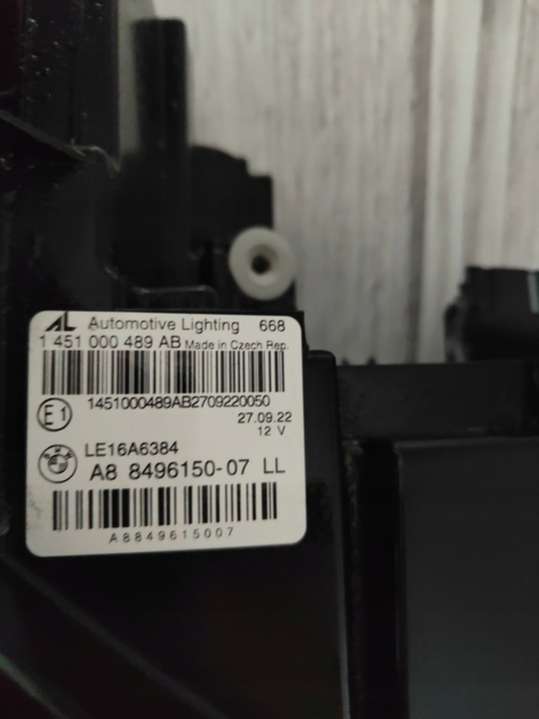 AL Automotive Lighting 668
1 451 000 489 AB Made in Czech Rep.
1451000489AB2709220050
E1 27.09.22
12 V
LE16A6384
A8 8496150-07 LL
A8849615007